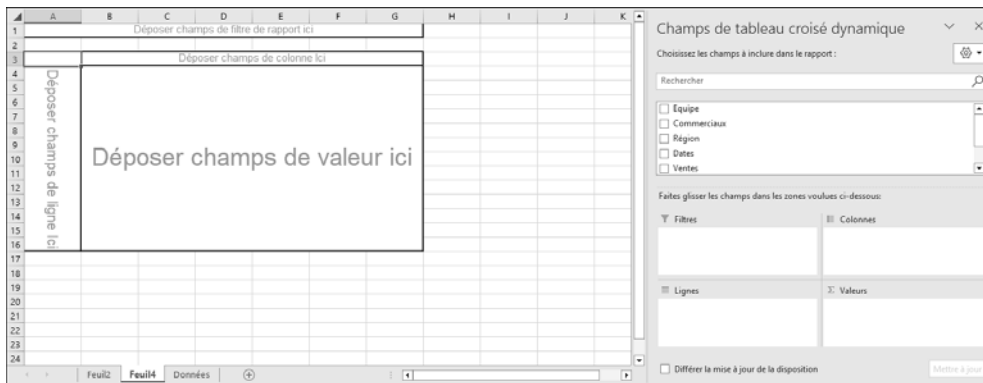 A B C D E F G H I J K
1 Déposer champs de filtre de rapport ici
2
3 Déposer champs de colonne Ici
4
5
6
7
8
9
10
11
12
13
14
15
16
17
18
19
20
21
22
23
24
Déposer champs de ligne Ici
Déposer champs de valeur ici
Feuil2 Feuil4 Données
Champs de tableau croisé dynamique
Choisissez les champs à inclure dans le rapport :
Rechercher
Equipe
Commerciaux
Région
Dates
Ventes
Faites glisser les champs dans les zones voulues ci-dessous:
Filtres
Colonnes
Lignes
Σ Valeurs
Différer la mise à jour de la disposition
Mettre à jour